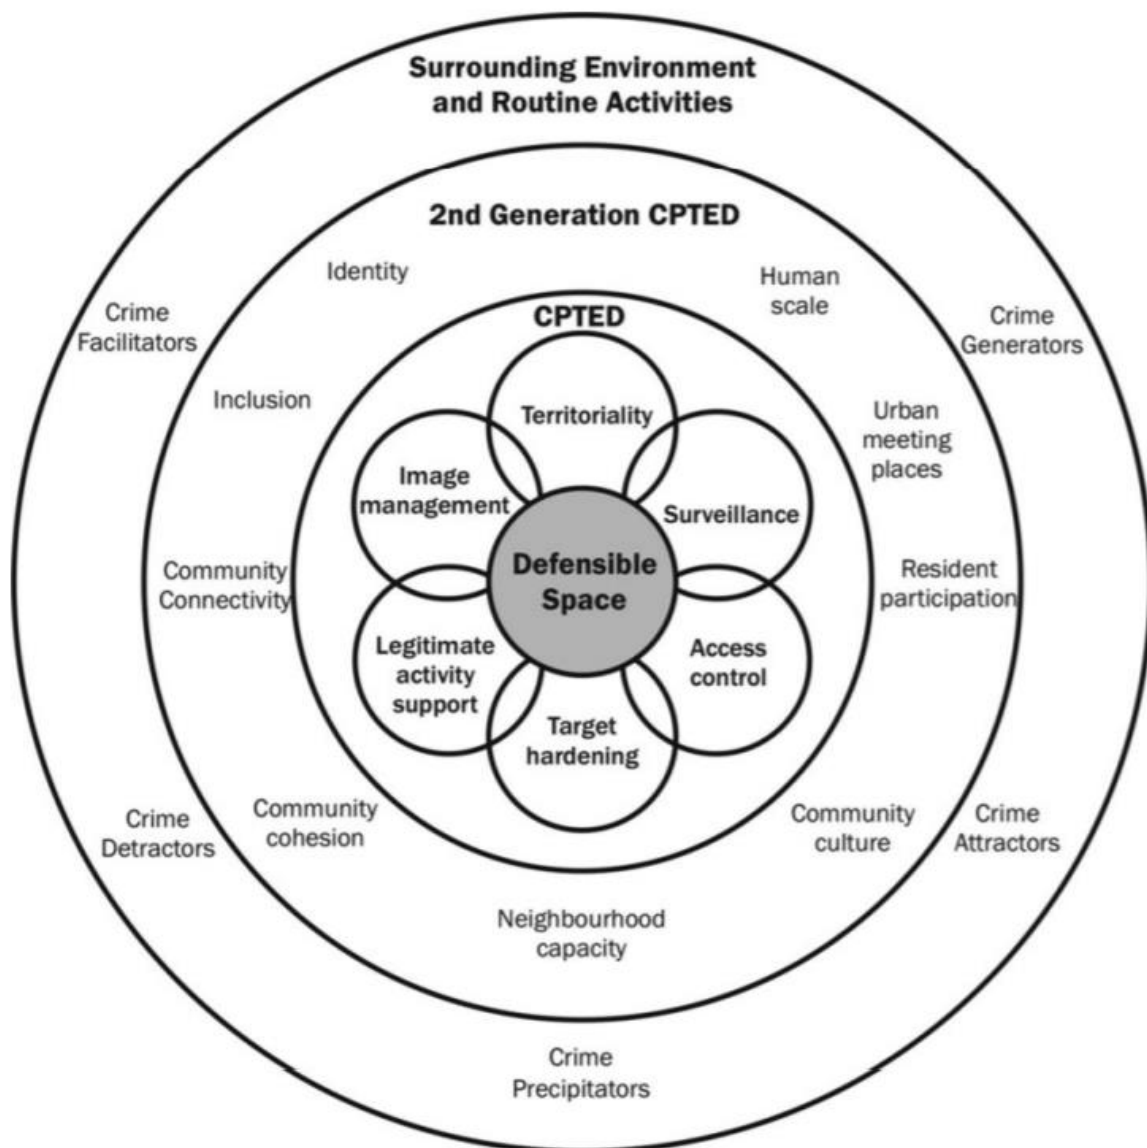 Surrounding Environment
and Routine Activities
2nd Generation CPTED
Identity
Human
scale
CPTED
Crime
Facilitators
Crime
Generators
Inclusion
Territoriality
Urban
meeting
places
Image
management
Surveillance
Defensible
Space
Community
Connectivity
Resident
participation
Legitimate
activity
support
Access
control
Target
hardening
Community
cohesion
Community
culture
Crime
Detractors
Crime
Attractors
Neighbourhood
capacity
Crime
Precipitators